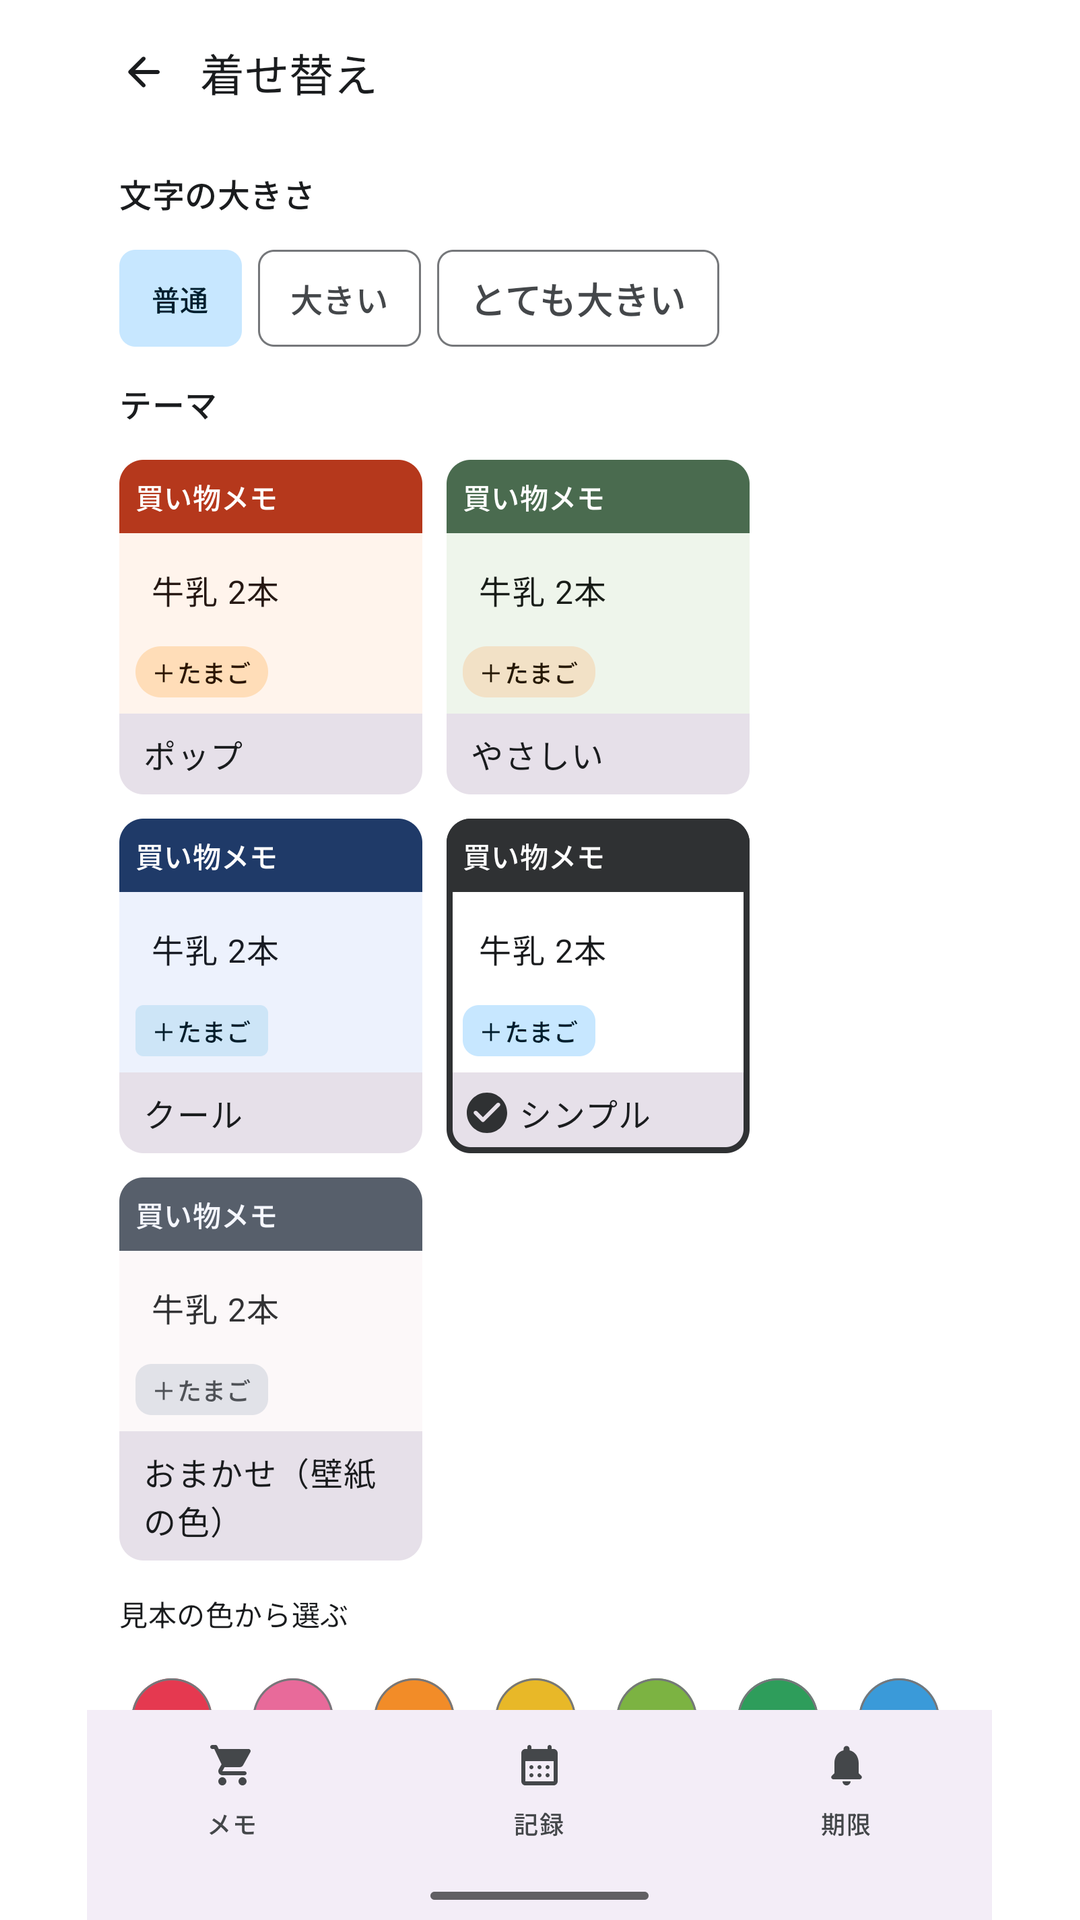 着せ替え
文字の大きさ
普通
大きい
とても大きい
テーマ
買い物メモ
牛乳 2本
＋たまご
ポップ
買い物メモ
牛乳 2本
＋たまご
やさしい
買い物メモ
牛乳 2本
＋たまご
クール
買い物メモ
牛乳 2本
＋たまご
シンプル
買い物メモ
牛乳 2本
＋たまご
おまかせ（壁紙
の色）
見本の色から選ぶ
メモ
記録
期限